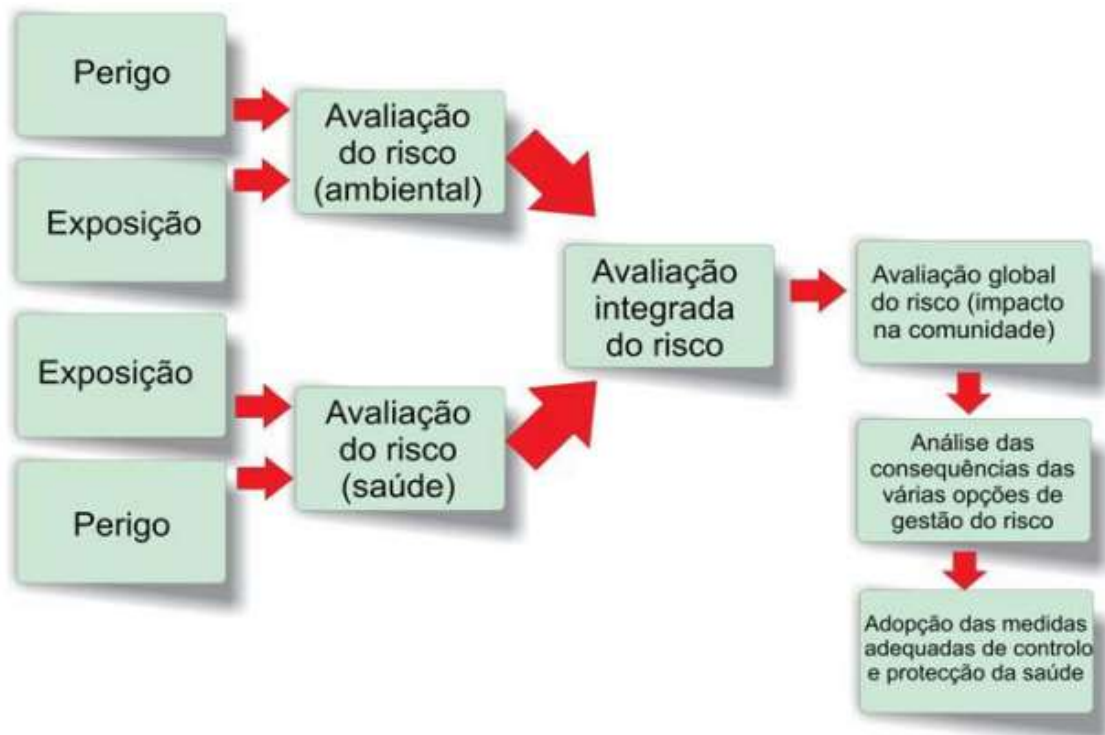 Perigo
Exposição
Exposição
Perigo
Avaliação
do risco
(ambiental)
Avaliação
do risco
(saúde)
Avaliação
integrada
do risco
Avaliação global
do risco (impacto
na comunidade)
Análise das
consequências das
várias opções de
gestão do risco
Adopção das medidas
adequadas de controlo
e protecção da saúde